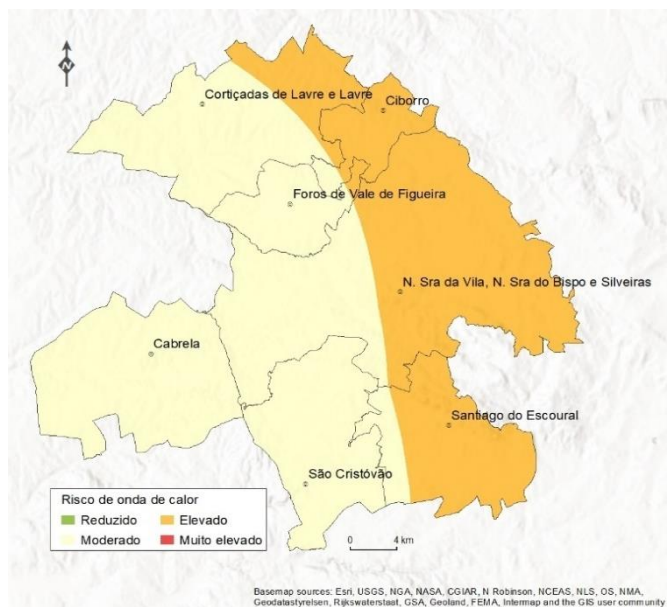 N
Cortiçadas de Lavre e Lavre
Ciborro
Foros de Vale de Figueira
N. Sra da Vila, N. Sra do Bispo e Silveiras
Cabrela
Santiago do Escoural
São Cristóvão
Risco de onda de calor
Reduzido Elevado
Moderado Muito elevado
0 4 km
Basemap sources: Esri, USGS, NGA, NASA, CGIAR, N Robinson, NCEAS, NLS, OS, NMA,
Geodatastyrelsen, Rijkswaterstaat, GSA, Geoland, FEMA, Intermap and the GIS user community